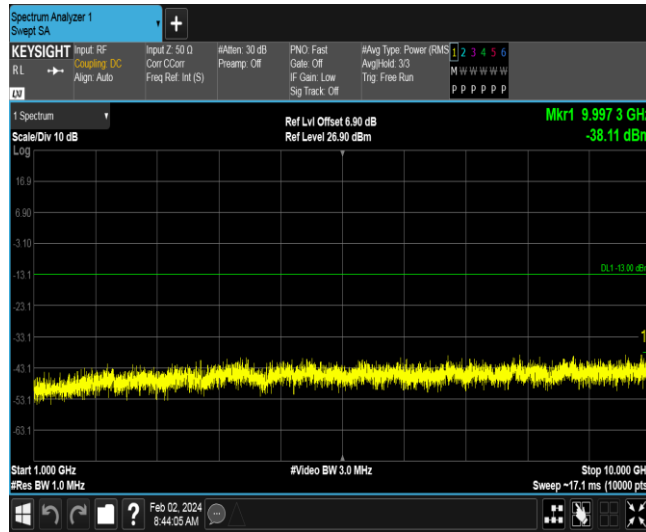 Spectrum Analyzer 1
Swept SA
+
KEYSIGHT Input: RF Input Z: 50 Ω #Atten: 30 dB PNO: Fast #Avg Type: Power (RMS 1 2 3 4 5 6
RL Coupling: DC Corr CCorr Preamp: Off Gate: Off Avg|Hold: 3/3 M W W W W W
Align: Auto Freq Ref: Int (S) IF Gain: Low Trig: Free Run
LXI Sig Track: Off P P P P P P
1 Spectrum Mkr1 9.997 3 GHz
Ref Lvl Offset 6.90 dB
Scale/Div 10 dB Ref Level 26.90 dBm -38.11 dBm
Log
16.9
6.90
-3.10
DL1 -13.00 dBm
-13.1
-23.1
-33.1
1
-43.1
-53.1
-63.1
Start 1.000 GHz #Video BW 3.0 MHz Stop 10.000 GHz
#Res BW 1.0 MHz Sweep ~17.1 ms (10000 pts
? Feb 02, 2024
8:44:05 AM